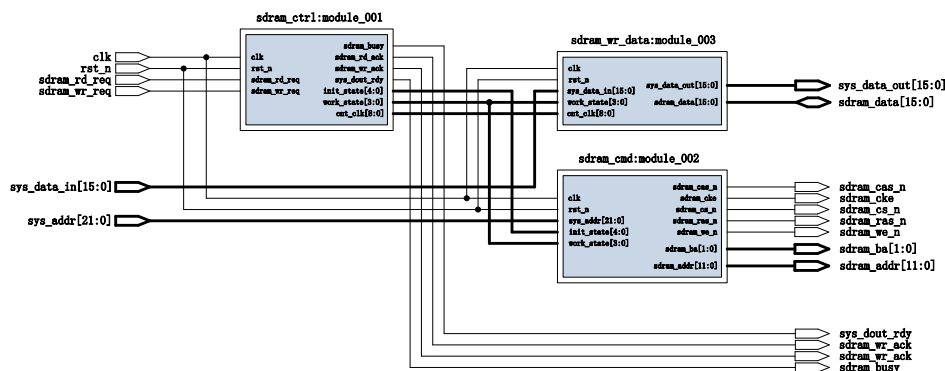 sdram_ctrl:module_001
clk
rst_n
sdram_rd_req
sdram_wr_req
clk
rst_n
sdram_rd_req
sdram_wr_req
sdram_busy
sdram_rd_ack
sdram_wr_ack
sys_dout_rdy
init_state[4:0]
work_state[3:0]
cnt_clk[8:0]
sdram_wr_data:module_003
clk
rst_n
sys_data_in[15:0]
work_state[3:0]
cnt_clk[8:0]
sys_data_out[15:0]
sdram_data[15:0]
sys_data_out[15:0]
sdram_data[15:0]
sys_data_in[15:0]
sys_addr[21:0]
sdram_cmd:module_002
clk
rst_n
sys_addr[21:0]
init_state[4:0]
work_state[3:0]
sdram_cas_n
sdram_cke
sdram_cs_n
sdram_ras_n
sdram_we_n
sdram_ba[1:0]
sdram_addr[11:0]
sdram_cas_n
sdram_cke
sdram_cs_n
sdram_ras_n
sdram_we_n
sdram_ba[1:0]
sdram_addr[11:0]
sys_dout_rdy
sdram_wr_ack
sdram_wr_ack
sdram_busy